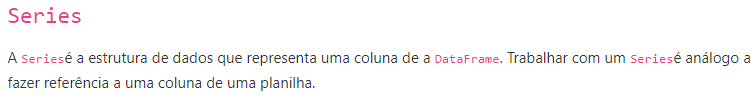 Series
A Seriesé a estrutura de dados que representa uma coluna de a DataFrame. Trabalhar com um Seriesé análogo a
fazer referência a uma coluna de uma planilha.